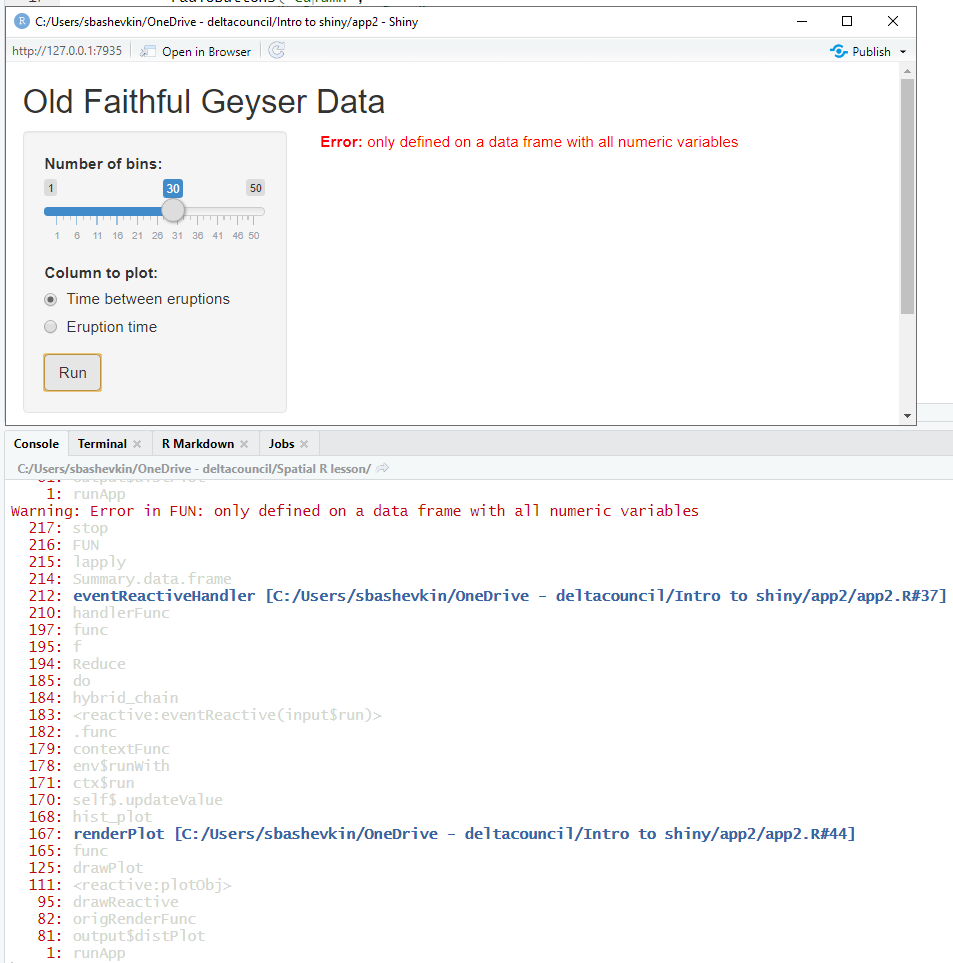 C:/Users/sbashevkin/OneDrive - deltacouncil/Intro to shiny/app2 - Shiny
http://127.0.0.1:7935 Open in Browser Publish
Old Faithful Geyser Data
Error: only defined on a data frame with all numeric variables
Number of bins:
1 30 50
1 6 11 16 21 26 31 36 41 46 50
Column to plot:
Time between eruptions
Eruption time
Run
Console Terminal R Markdown Jobs
C:/Users/sbashevkin/OneDrive - deltacouncil/Spatial R lesson/
1: runApp
Warning: Error in FUN: only defined on a data frame with all numeric variables
217: stop
216: FUN
215: lapply
214: Summary.data.frame
212: eventReactiveHandler [C:/Users/sbashevkin/OneDrive - deltacouncil/Intro to shiny/app2/app2.R#37]
210: handlerFunc
197: func
195: f
194: Reduce
185: do
184: hybrid_chain
183: <reactive:eventReactive(input$run)>
182: .func
179: contextFunc
178: env$runWith
171: ctx$run
170: self$.updateValue
168: hist_plot
167: renderPlot [C:/Users/sbashevkin/OneDrive - deltacouncil/Intro to shiny/app2/app2.R#44]
165: func
125: drawPlot
111: <reactive:plotObj>
95: drawReactive
82: origRenderFunc
81: output$distPlot
1: runApp